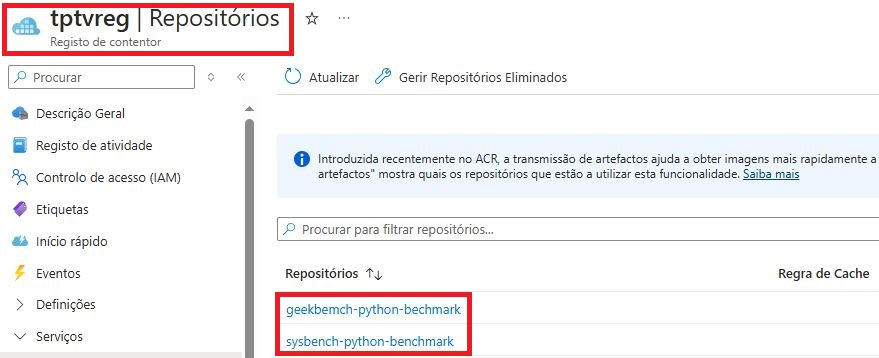 tptvreg | Repositórios
Registo de contentor
Procurar
Descrição Geral
Registo de atividade
Controlo de acesso (IAM)
Etiquetas
Início rápido
Eventos
Definições
Serviços
Atualizar
Gerir Repositórios Eliminados
Introduzida recentemente no ACR, a transmissão de artefactos ajuda a obter imagens mais rapidamente a
artefactos" mostra quais os repositórios que estão a utilizar esta funcionalidade. Saiba mais
Procurar para filtrar repositórios...
Repositórios ↑↓ Regra de Cache
geekbemch-python-bechmark
sysbench-python-benchmark